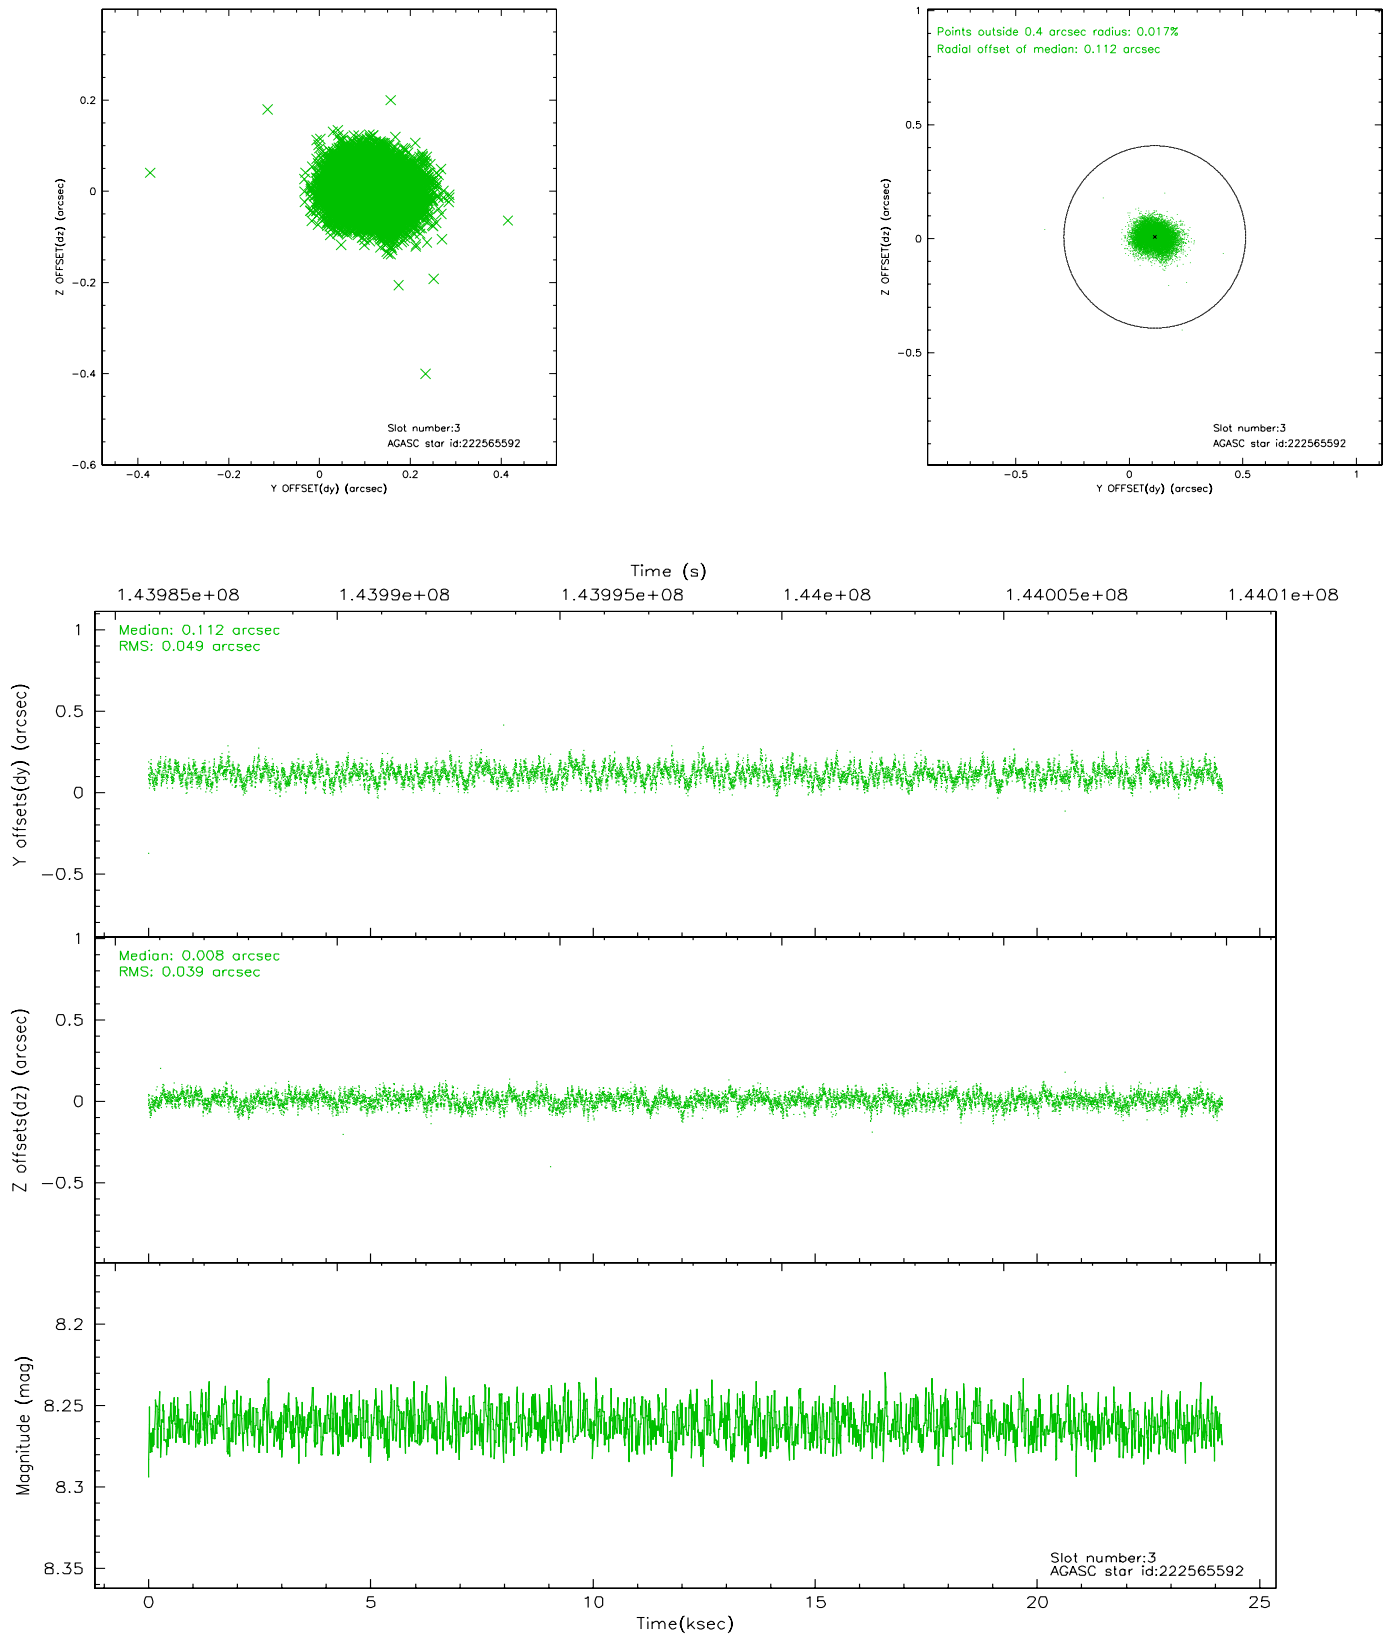 0.2
0
-0.2
-0.4
-0.6
Z OFFSET(dz) (arcsec)
Slot number:3
AGASC star id:222565592
-0.4
-0.2
0
0.2
0.4
Y OFFSET(dy) (arcsec)
Points outside 0.4 arcsec radius: 0.017%
Radial offset of median: 0.112 arcsec
1
0.5
0
-0.5
Z OFFSET(dz) (arcsec)
Slot number:3
AGASC star id:222565592
-0.5
0
0.5
1
Y OFFSET(dy) (arcsec)
Time (s)
1.43985e+08
1.4399e+08
1.43995e+08
1.44e+08
1.44005e+08
1.4401e+08
Median: 0.112 arcsec
RMS: 0.049 arcsec
1
0.5
0
-0.5
Y offsets(dy) (arcsec)
Median: 0.008 arcsec
RMS: 0.039 arcsec
1
0.5
0
-0.5
Z offsets(dz) (arcsec)
8.2
8.25
8.3
8.35
Magnitude (mag)
Slot number:3
AGASC star id:222565592
0
5
10
15
20
25
Time(ksec)